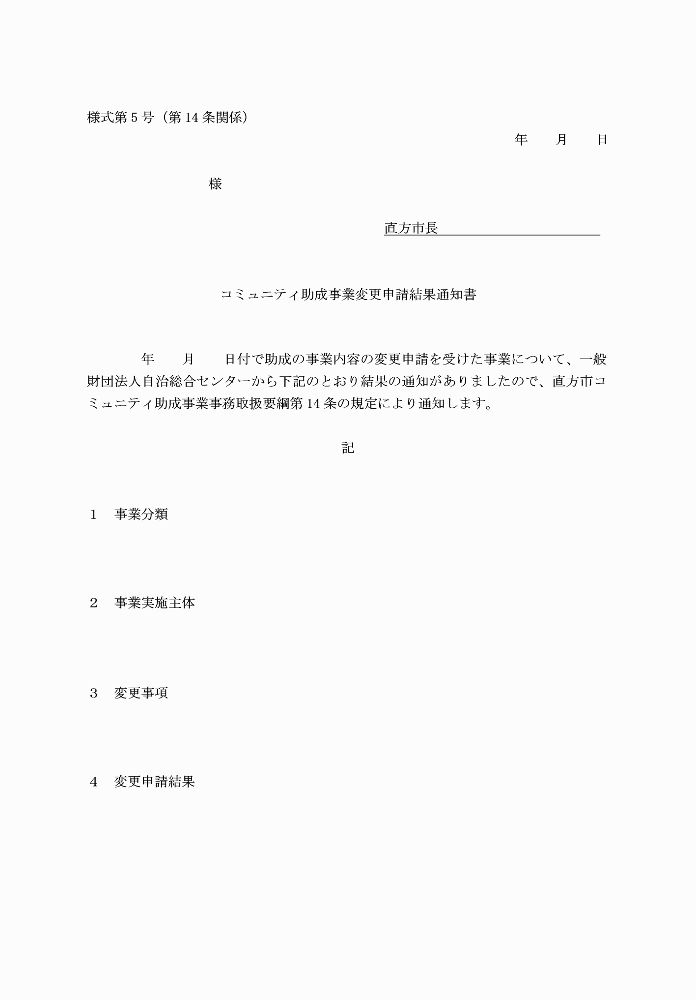 様式第5号（第14条関係）
年　　月　　日
様
直方市長
コミュニティ助成事業変更申請結果通知書
年　　月　　日付で助成の事業内容の変更申請を受けた事業について、一般
財団法人自治総合センターから下記のとおり結果の通知がありましたので、直方市コ
ミュニティ助成事業事務取扱要綱第14条の規定により通知します。
記
１　事業分類
２　事業実施主体
３　変更事項
４　変更申請結果